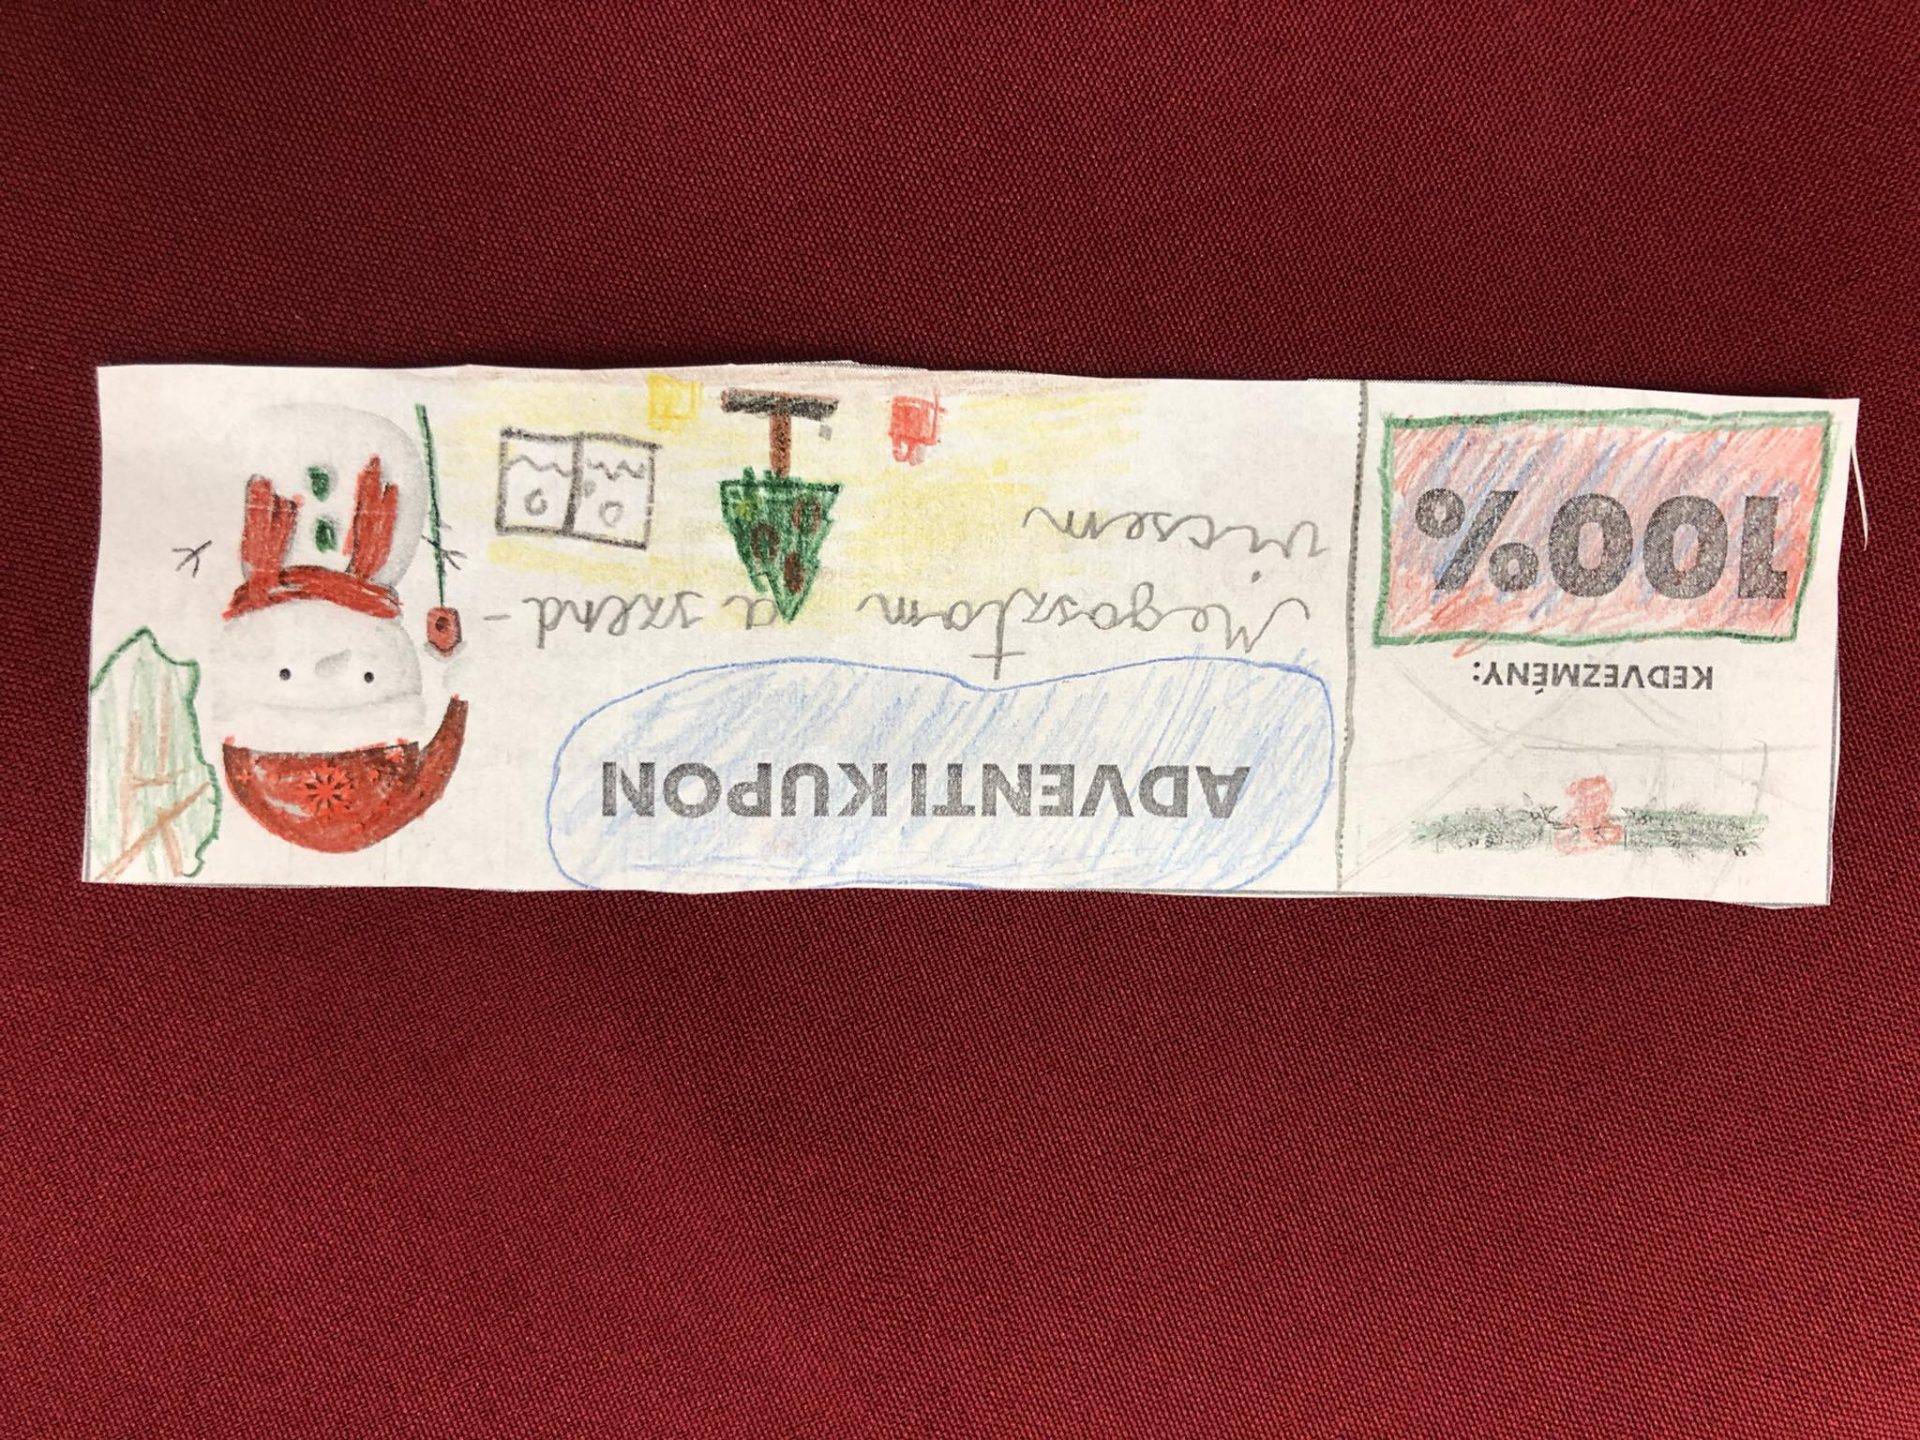 KEDVEZMÉNY:
100%
ADVENTI KUPON
Megosztom a szend-
vicsem